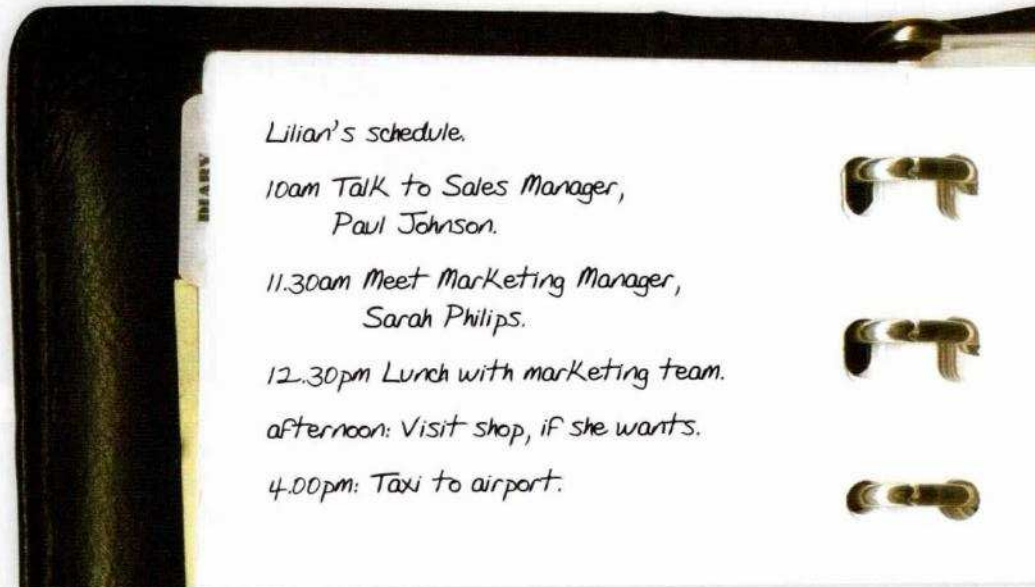 DIARY
Lilian's schedule.
10am Talk to Sales Manager,
Paul Johnson.
11.30am Meet Marketing Manager,
Sarah Philips.
12.30pm Lunch with marketing team.
afternoon: Visit shop, if she wants.
4.00pm: Taxi to airport.